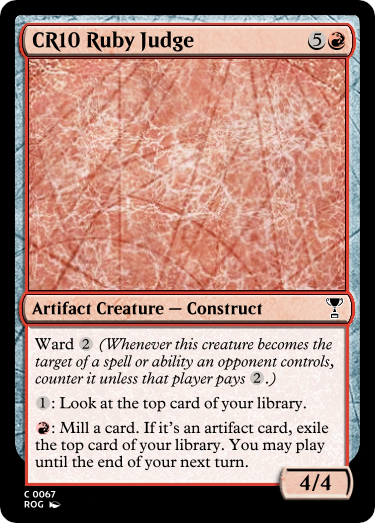 CR10 Ruby Judge 5
Artifact Creature — Construct
Ward 2 (Whenever this creature becomes the
target of a spell or ability an opponent controls,
counter it unless that player pays 2.)
1: Look at the top card of your library.
: Mill a card. If it's an artifact card, exile
the top card of your library. You may play
until the end of your next turn.
4/4
C 0067
ROG